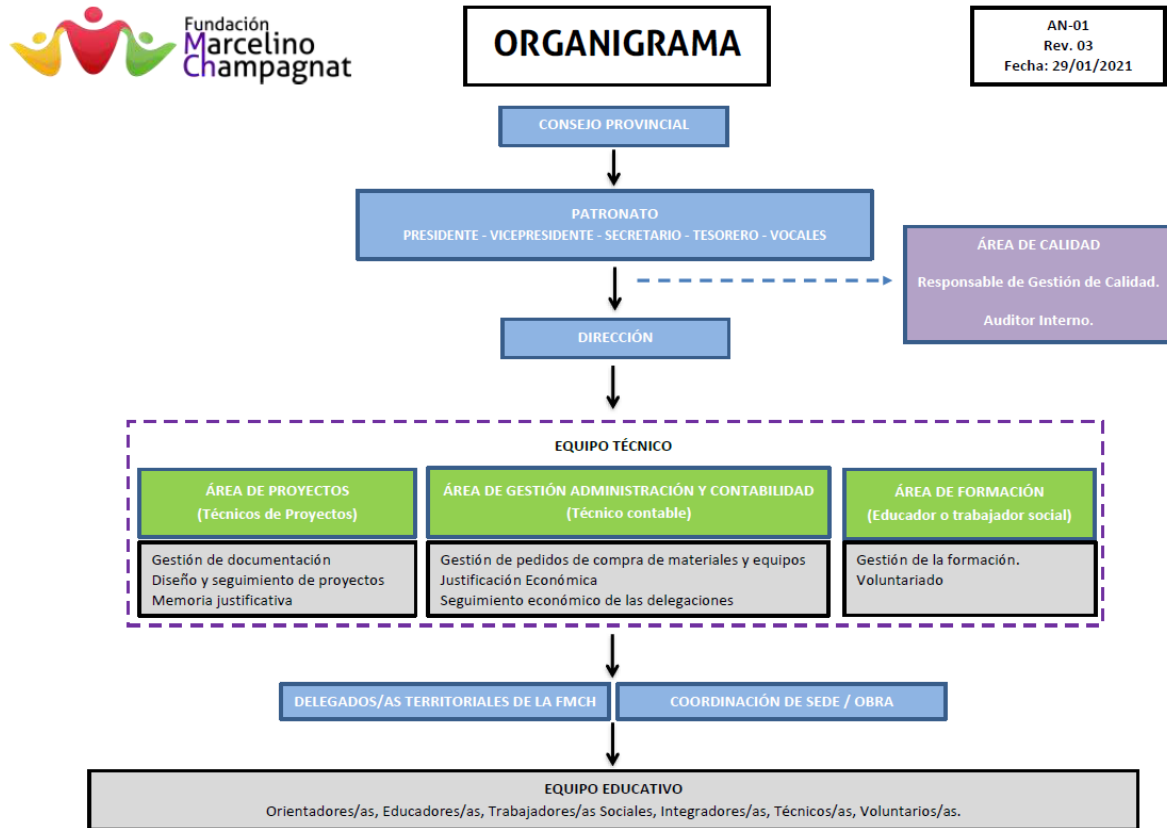 Fundación
Marcelino
Champagnat
ORGANIGRAMA
AN-01
Rev. 03
Fecha: 29/01/2021
CONSEJO PROVINCIAL
PATRONATO
PRESIDENTE - VICEPRESIDENTE - SECRETARIO - TESORERO - VOCALES
ÁREA DE CALIDAD
Responsable de Gestión de Calidad.
Auditor Interno.
DIRECCIÓN
EQUIPO TÉCNICO
ÁREA DE PROYECTOS
(Técnicos de Proyectos)
Gestión de documentación
Diseño y seguimiento de proyectos
Memoria justificativa
ÁREA DE GESTIÓN ADMINISTRACIÓN Y CONTABILIDAD
(Técnico contable)
Gestión de pedidos de compra de materiales y equipos
Justificación Económica
Seguimiento económico de las delegaciones
ÁREA DE FORMACIÓN
(Educador o trabajador social)
Gestión de la formación.
Voluntariado
DELEGADOS/AS TERRITORIALES DE LA FMCH
COORDINACIÓN DE SEDE / OBRA
EQUIPO EDUCATIVO
Orientadores/as, Educadores/as, Trabajadores/as Sociales, Integradores/as, Técnicos/as, Voluntarios/as.